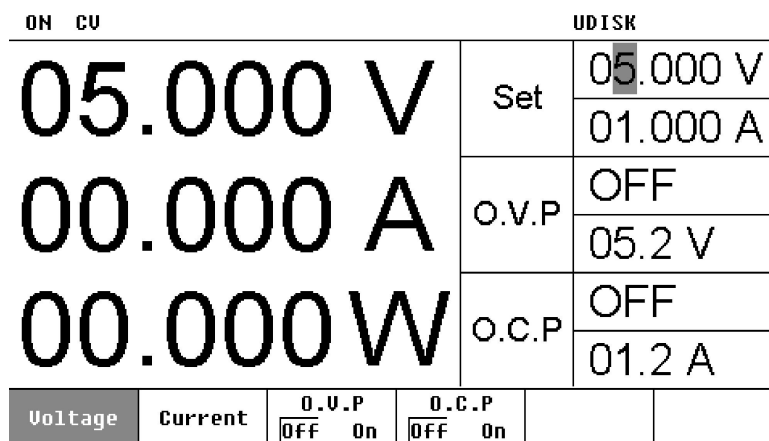 ON CV UDISK
05.000 V
00.000 A
00.000 W
Set
05.000 V
01.000 A
O.V.P
OFF
05.2 V
O.C.P
OFF
01.2 A
Voltage
Current
O.V.P
Off On
O.C.P
Off On